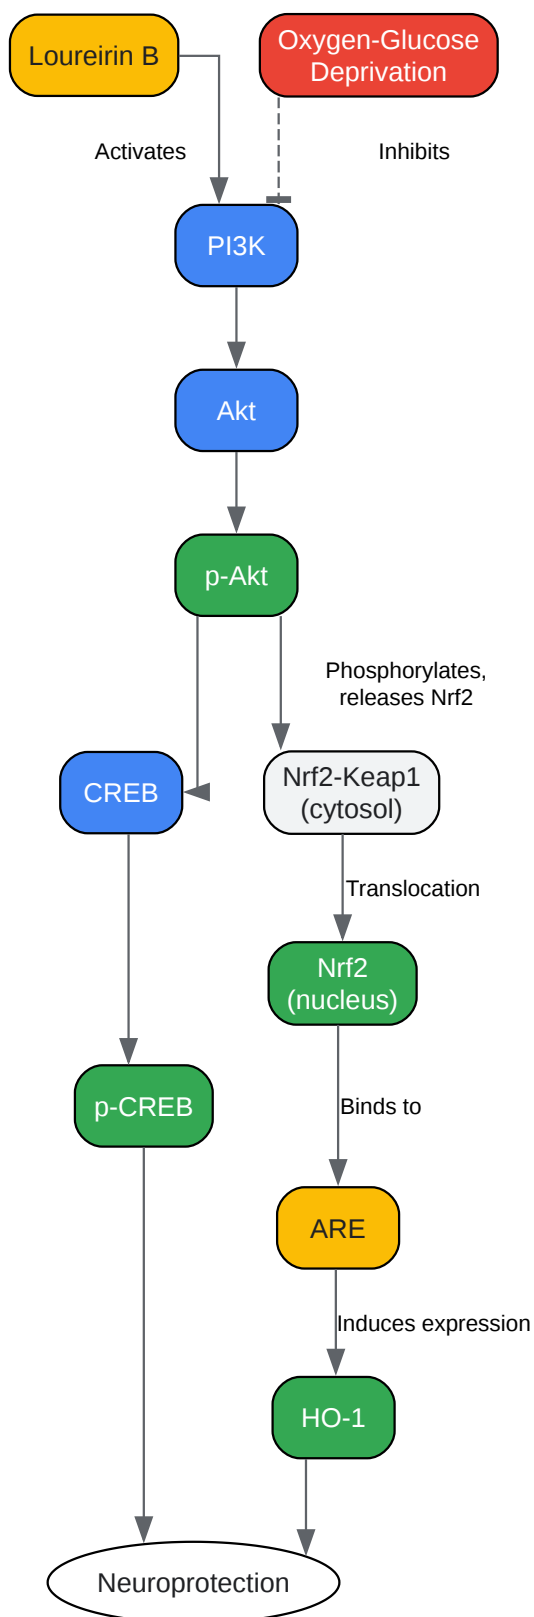 Loureirin B
Oxygen-Glucose
Deprivation
Activates
Inhibits
PI3K
Akt
p-Akt
Phosphorylates,
releases Nrf2
CREB
Nrf2-Keap1
(cytosol)
Translocation
Nrf2
(nucleus)
p-CREB
Binds to
ARE
Induces expression
HO-1
Neuroprotection